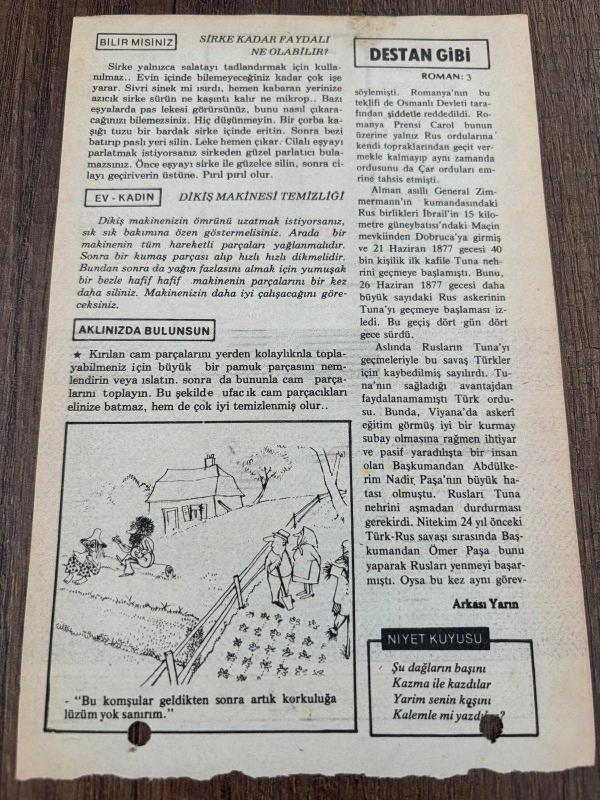 BİLİR MİSİNİZ
SİRKE KADAR FAYDALI
NE OLABİLİR?
Sirke yalnızca salatayı tadlandırmak için kulla-
nılmaz.. Evin içinde bilemeyeceğiniz kadar çok işe
yarar. Sivri sinek mi ısırdı, hemen kabaran yerinize
azıcık sirke sürün ne kaşıntı kalır ne mikrop.. Bazı
eşyalarda pas lekesi görürsünüz, bunu nasıl çıkara-
cağınızı bilemezsiniz. Hiç düşünmeyin. Bir çorba ka-
şığı tuzu bir bardak sirke içinde eritin. Sonra bezi
batırıp paslı yeri silin. Leke hemen çıkar. Cilalı eşyayı
parlatmak istiyorsanız sirkeden güzel parlatıcı bula-
mazsınız. Önce eşyayı sirke ile güzelce silin, sonra ci-
layı geçiriverin üstüne. Pırıl pırıl olur.
EV - KADIN
DİKİŞ MAKİNESİ TEMİZLİĞİ
Dikiş makinenizin ömrünü uzatmak istiyorsanız,
sık sık bakımına özen göstermelisiniz. Arada bir
makinenin tüm hareketli parçaları yağlanmalıdır.
Sonra bir kumaş parçası alıp hızlı hızlı dikmelidir.
Bundan sonra da yağın fazlasını almak için yumuşak
bir bezle hafif hafif makinenin parçalarını bir kez
daha siliniz. Makinenizin daha iyi çalışacağını göre-
ceksiniz.
AKLINIZDA BULUNSUN
★ Kırılan cam parçalarını yerden kolaylıkla topla-
yabilmeniz için büyük bir pamuk parçasını nem-
lendirin veya ıslatın. sonra da bununla cam parça-
larını toplayın. Bu şekilde ufacık cam parçacıkları
elinize batmaz, hem de çok iyi temizlenmiş olur..
- "Bu komşular geldikten sonra artık korkuluğa
lüzüm yok sanırım."
DESTAN GİBİ
ROMAN: 3
söylemişti. Romanya'nın bu
teklifi de Osmanlı Devleti tara-
fından şiddetle reddedildi. Ro-
manya Prensi Carol bunun
üzerine yalnız Rus ordularına
kendi topraklarından geçit ver-
mekle kalmayıp aynı zamanda
ordusunu da Çar orduları em-
rine tahsis etmişti.
Alman asıllı General Zim-
mermann'ın kumandasındaki
Rus birlikleri İbrail'in 15 kilo-
metre güneybatısı'ndaki Maçin
mevkiinden Dobruca'ya girmiş
ve 21 Haziran 1877 gecesi 40
bin kişilik ilk kafile Tuna neh-
rini geçmeye başlamıştı. Bunu,
26 Haziran 1877 gecesi daha
büyük sayıdaki Rus askerinin
Tuna'yı geçmeye başlaması iz-
ledi. Bu geçiş dört gün dört
gece sürdü.
Aslında Rusların Tuna'yı
geçmeleriyle bu savaş Türkler
için kaybedilmiş sayılırdı. Tu-
na'nın sağladığı avantajdan
faydalanamamıştı Türk ordu-
su. Bunda, Viyana'da askerî
eğitim görmüş iyi bir kurmay
subay olmasına rağmen ihtiyar
ve pasif yaradılışta bir insan
olan Başkumandan Abdülke-
rim Nadir Paşa'nın büyük ha-
tası olmuştu. Rusları Tuna
nehrini aşmadan durdurması
gerekirdi. Nitekim 24 yıl önceki
Türk-Rus savaşı sırasında Baş-
kumandan Ömer Paşa bunu
yaparak Rusları yenmeyi başar-
mıştı. Oysa bu kez aynı görev-
Arkası Yarın
NİYET KUYUSU
Şu dağların başını
Kazma ile kazdılar
Yarim senin kaşını
Kalemle mi